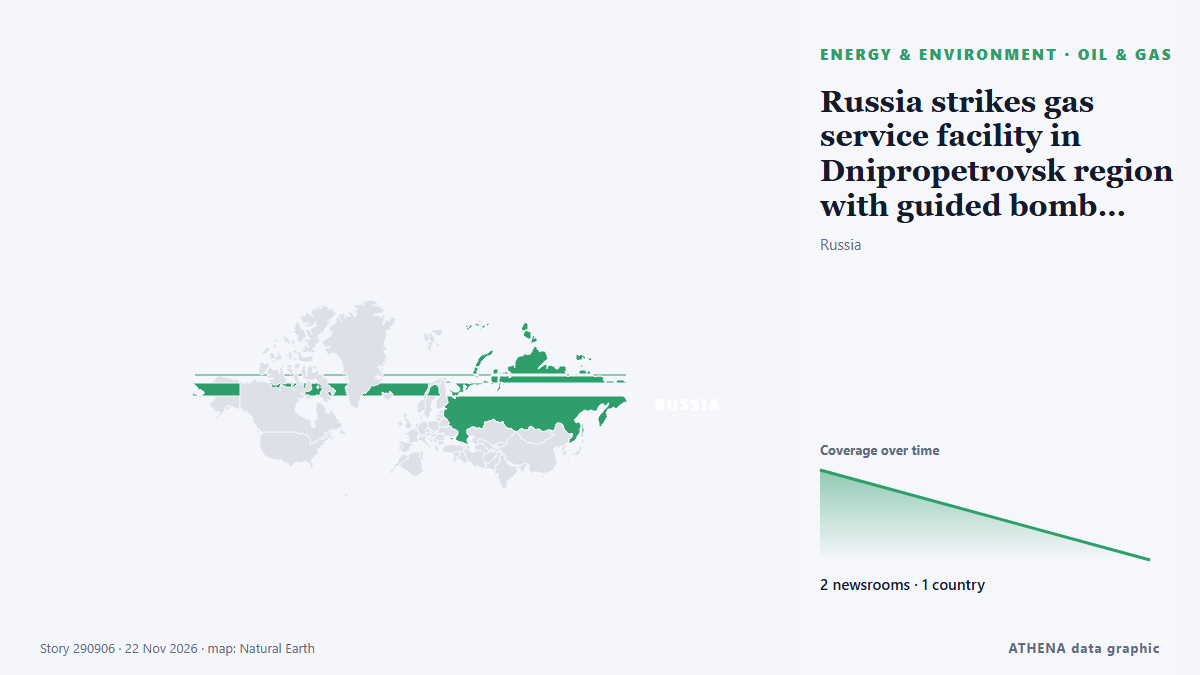 ENERGY & ENVIRONMENT · OIL & GAS
Russia strikes gas
service facility in
Dnipropetrovsk region
with guided bomb...
Russia
RUSSIA
Coverage over time
2 newsrooms · 1 country
Story 290906 · 22 Nov 2026 · map: Natural Earth
ATHENA data graphic